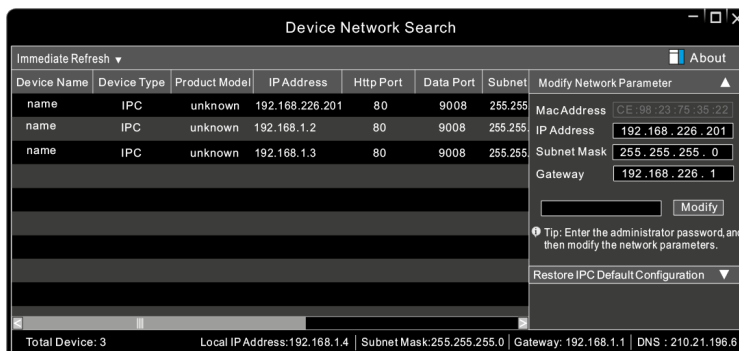 Device Network Search
Immediate Refresh ▼ About
Device Name Device Type Product Model IP Address Http Port Data Port Subnet
name IPC unknown 192.168.226.201 80 9008 255.255
name IPC unknown 192.168.1.2 80 9008 255.255.
name IPC unknown 192.168.1.3 80 9008 255.255.
Modify Network Parameter ▲
Mac Address CE:98:23:75:35:22
IP Address 192.168.226.201
Subnet Mask 255.255.255.0
Gateway 192.168.226.1
Modify
Tip: Enter the administrator password, and
then modify the network parameters.
Restore IPC Default Configuration ▼
Total Device: 3 Local IP Address:192.168.1.4 Subnet Mask:255.255.255.0 Gateway: 192.168.1.1 DNS : 210.21.196.6